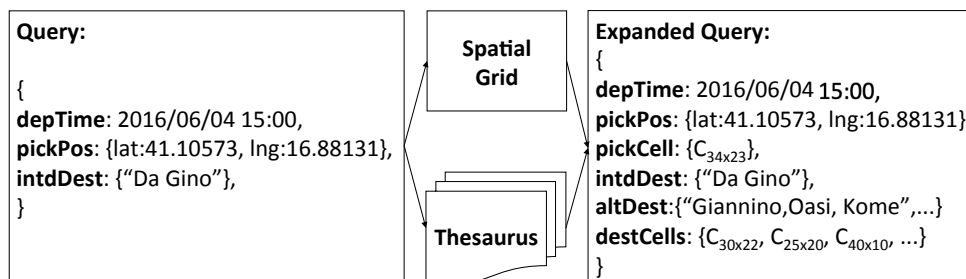 Query:
{
depTime: 2016/06/04 15:00,
pickPos: {lat:41.10573, lng:16.88131},
intdDest: {“Da Gino”},
}
Spatial
Grid
Thesaurus
Expanded Query:
{
depTime: 2016/06/04 15:00,
pickPos: {lat:41.10573, lng:16.88131}
pickCell: {C34x23},
intdDest: {“Da Gino”},
altDest:{“Giannino,Oasi, Kome”,...}
destCells: {C30x22, C25x20, C40x10, ...}
}